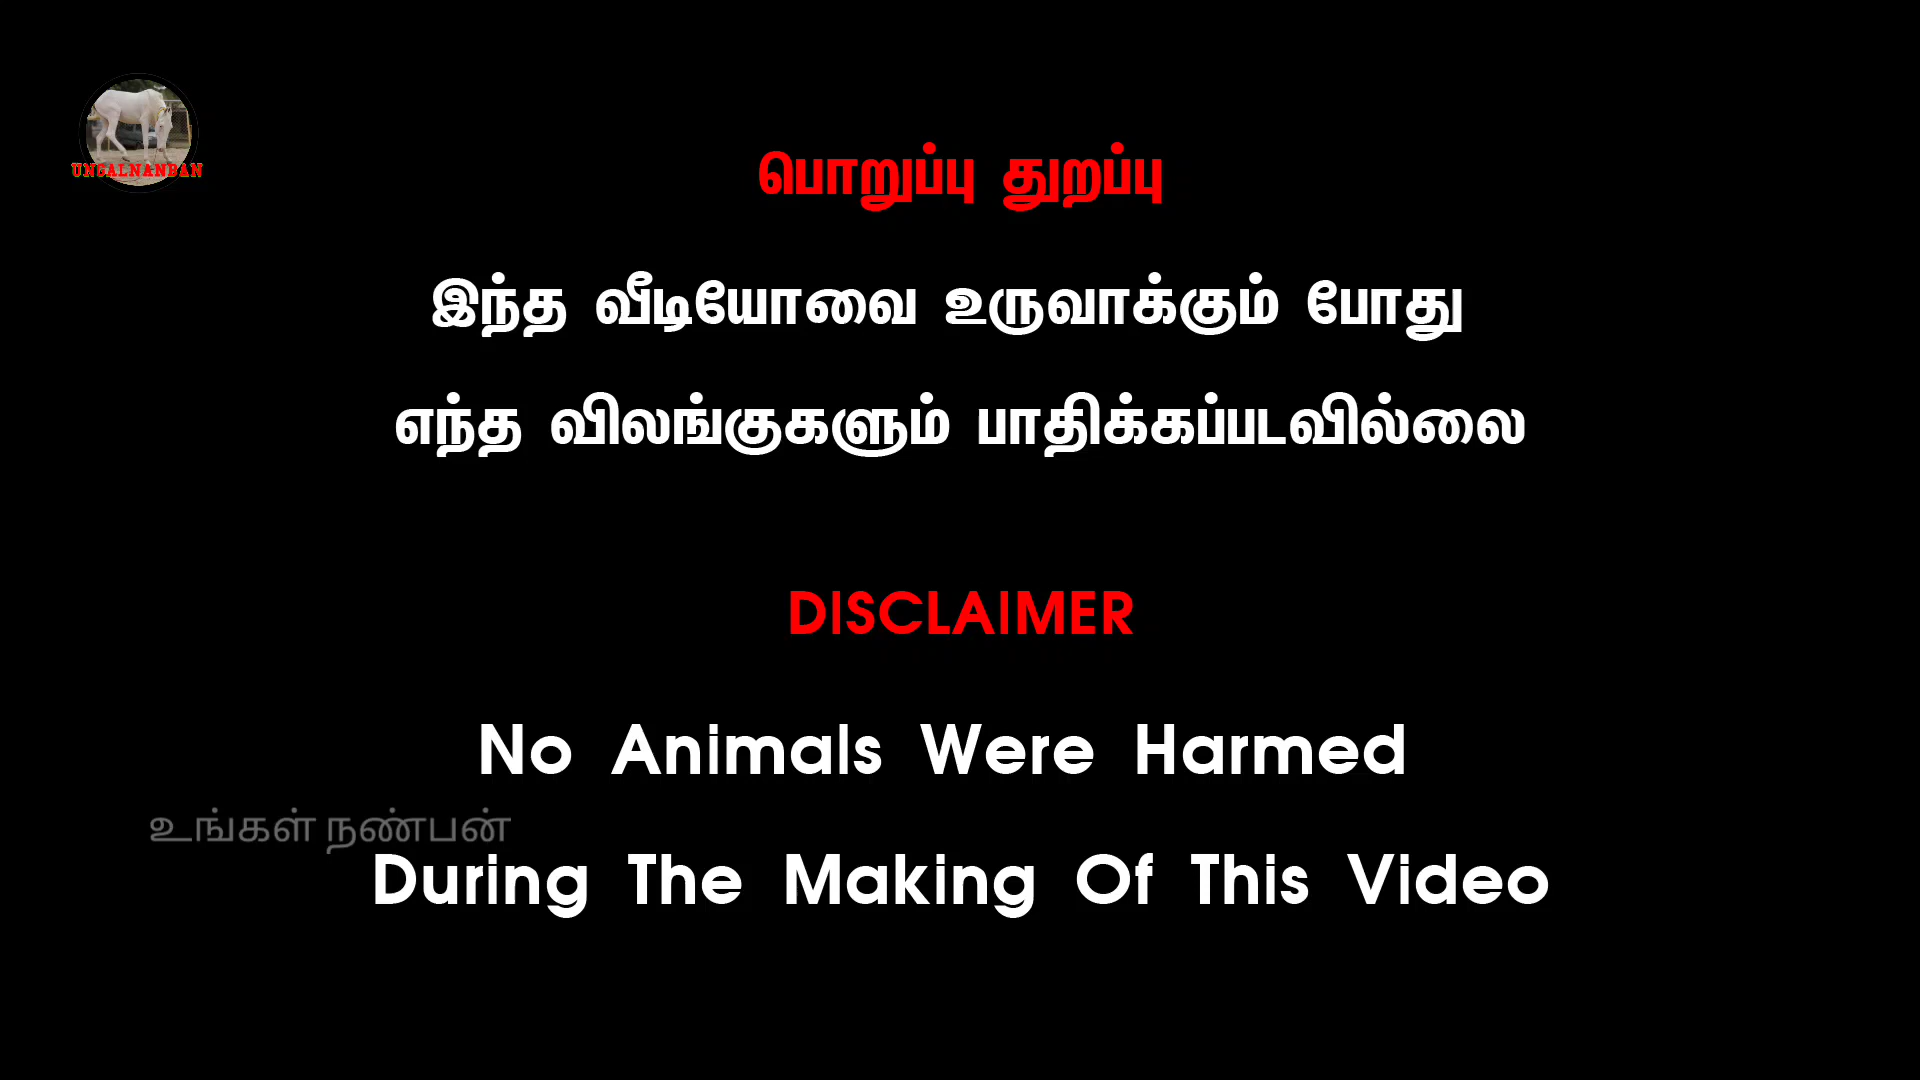 UNGALNANBAN
பொறுப்பு துறப்பு
இந்த வீடியோவை உருவாக்கும் போது
எந்த விலங்குகளும் பாதிக்கப்படவில்லை
DISCLAIMER
No Animals Were Harmed
உங்கள் நண்பன்
During The Making Of This Video